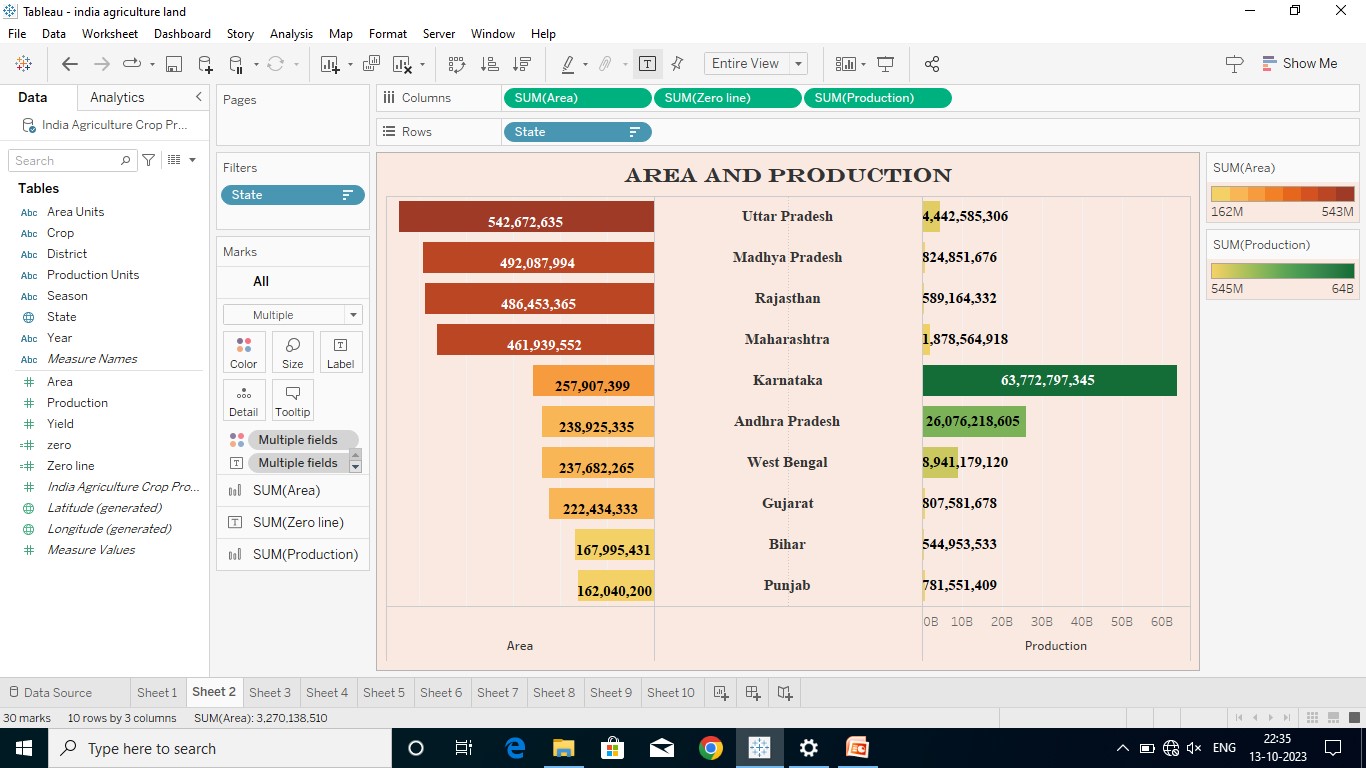 Tableau - india agriculture land
File Data Worksheet Dashboard Story Analysis Map Format Server Window Help
Entire View
Show Me
Data Analytics
India Agriculture Crop Pr...
Search
Tables
Abc Area Units
Abc Crop
Abc District
Abc Production Units
Abc Season
State
Abc Year
Abc Measure Names
# Area
# Production
# Yield
=# zero
=# Zero line
# India Agriculture Crop Pro...
Latitude (generated)
Longitude (generated)
# Measure Values
Pages
Filters
State
Marks
All
Multiple
Color Size Label
Detail Tooltip
Multiple fields
Multiple fields
SUM(Area)
SUM(Zero line)
SUM(Production)
Columns SUM(Area) SUM(Zero line) SUM(Production)
Rows State
AREA AND PRODUCTION
542,672,635 Uttar Pradesh 4,442,585,306
492,087,994 Madhya Pradesh 824,851,676
486,453,365 Rajasthan 589,164,332
461,939,552 Maharashtra 1,878,564,918
257,907,399 Karnataka 63,772,797,345
238,925,335 Andhra Pradesh 26,076,218,605
237,682,265 West Bengal 8,941,179,120
222,434,333 Gujarat 807,581,678
167,995,431 Bihar 544,953,533
162,040,200 Punjab 781,551,409
0B 10B 20B 30B 40B 50B 60B
Area Production
SUM(Area)
162M 543M
SUM(Production)
545M 64B
Data Source Sheet 1 Sheet 2 Sheet 3 Sheet 4 Sheet 5 Sheet 6 Sheet 7 Sheet 8 Sheet 9 Sheet 10
30 marks 10 rows by 3 columns SUM(Area): 3,270,138,510
Type here to search
ENG
22:35
13-10-2023